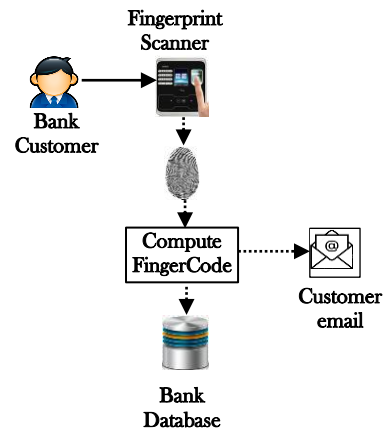 Fingerprint
Scanner
Bank
Customer
Compute
FingerCode
@
Customer
email
Bank
Database